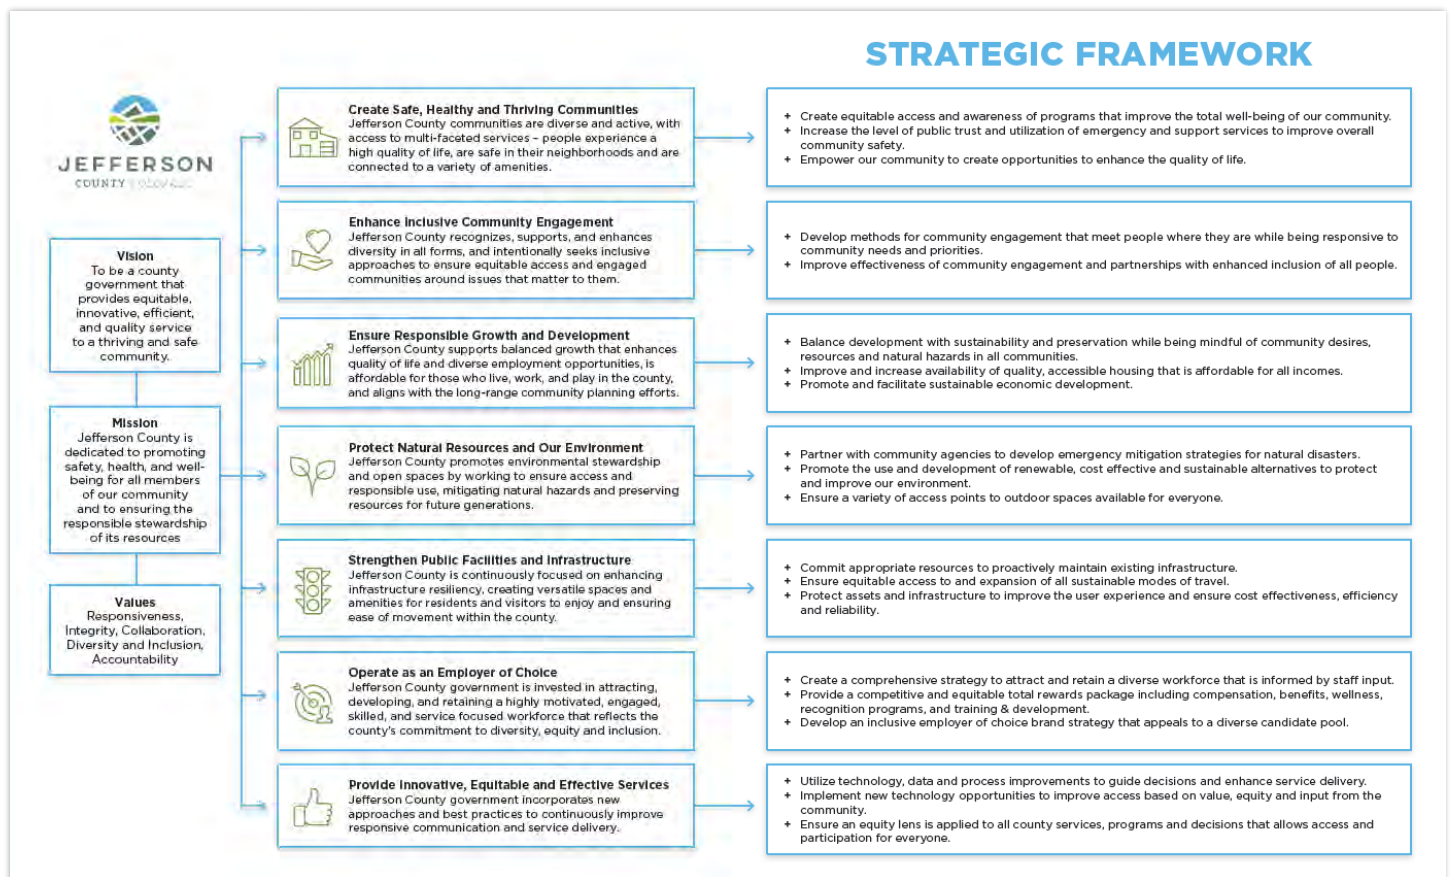 STRATEGIC FRAMEWORK
JEFFERSON
COUNTY COLORADO
Vision
To be a county
government that
provides equitable,
innovative, efficient,
and quality service
to a thriving and safe
community.
Mission
Jefferson County is
dedicated to promoting
safety, health, and well-
being for all members
of our community
and to ensuring the
responsible stewardship
of its resources
Values
Responsiveness,
Integrity, Collaboration,
Diversity and Inclusion,
Accountability
Create Safe, Healthy and Thriving Communities
Jefferson County communities are diverse and active, with
access to multi-faceted services – people experience a
high quality of life, are safe in their neighborhoods and are
connected to a variety of amenities.
+ Create equitable access and awareness of programs that improve the total well-being of our community.
+ Increase the level of public trust and utilization of emergency and support services to improve overall
community safety.
+ Empower our community to create opportunities to enhance the quality of life.
Enhance Inclusive Community Engagement
Jefferson County recognizes, supports, and enhances
diversity in all forms, and intentionally seeks inclusive
approaches to ensure equitable access and engaged
communities around issues that matter to them.
+ Develop methods for community engagement that meet people where they are while being responsive to
community needs and priorities.
+ Improve effectiveness of community engagement and partnerships with enhanced inclusion of all people.
Ensure Responsible Growth and Development
Jefferson County supports balanced growth that enhances
quality of life and diverse employment opportunities, is
affordable for those who live, work, and play in the county,
and aligns with the long-range community planning efforts.
+ Balance development with sustainability and preservation while being mindful of community desires,
resources and natural hazards in all communities.
+ Improve and increase availability of quality, accessible housing that is affordable for all incomes.
+ Promote and facilitate sustainable economic development.
Protect Natural Resources and Our Environment
Jefferson County promotes environmental stewardship
and open spaces by working to ensure access and
responsible use, mitigating natural hazards and preserving
resources for future generations.
+ Partner with community agencies to develop emergency mitigation strategies for natural disasters.
+ Promote the use and development of renewable, cost effective and sustainable alternatives to protect
and improve our environment.
+ Ensure a variety of access points to outdoor spaces available for everyone.
Strengthen Public Facilities and Infrastructure
Jefferson County is continuously focused on enhancing
infrastructure resiliency, creating versatile spaces and
amenities for residents and visitors to enjoy and ensuring
ease of movement within the county.
+ Commit appropriate resources to proactively maintain existing infrastructure.
+ Ensure equitable access to and expansion of all sustainable modes of travel.
+ Protect assets and infrastructure to improve the user experience and ensure cost effectiveness, efficiency
and reliability.
Operate as an Employer of Choice
Jefferson County government is invested in attracting,
developing, and retaining a highly motivated, engaged,
skilled, and service focused workforce that reflects the
county's commitment to diversity, equity and inclusion.
+ Create a comprehensive strategy to attract and retain a diverse workforce that is informed by staff input.
+ Provide a competitive and equitable total rewards package including compensation, benefits, wellness,
recognition programs, and training & development.
+ Develop an inclusive employer of choice brand strategy that appeals to a diverse candidate pool.
Provide Innovative, Equitable and Effective Services
Jefferson County government incorporates new
approaches and best practices to continuously improve
responsive communication and service delivery.
+ Utilize technology, data and process improvements to guide decisions and enhance service delivery.
+ Implement new technology opportunities to improve access based on value, equity and input from the
community.
+ Ensure an equity lens is applied to all county services, programs and decisions that allows access and
participation for everyone.